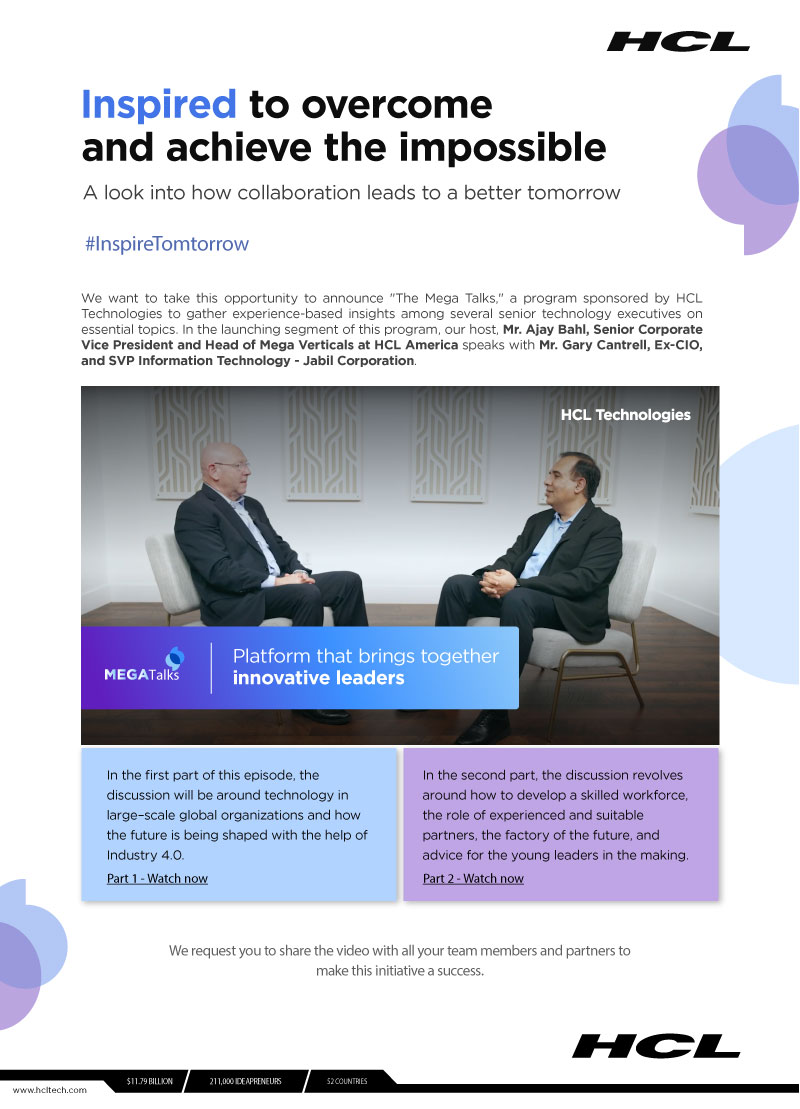 HCL
Inspired to overcome
and achieve the impossible
A look into how collaboration leads to a better tomorrow
#InspireTomtorrow
We want to take this opportunity to announce "The Mega Talks," a program sponsored by HCL
Technologies to gather experience-based insights among several senior technology executives on
essential topics. In the launching segment of this program, our host, Mr. Ajay Bahl, Senior Corporate
Vice President and Head of Mega Verticals at HCL America speaks with Mr. Gary Cantrell, Ex-CIO,
and SVP Information Technology - Jabil Corporation.
HCL Technologies
MEGATalks
Platform that brings together
innovative leaders
In the first part of this episode, the
discussion will be around technology in
large–scale global organizations and how
the future is being shaped with the help of
Industry 4.0.
Part 1 - Watch now
In the second part, the discussion revolves
around how to develop a skilled workforce,
the role of experienced and suitable
partners, the factory of the future, and
advice for the young leaders in the making.
Part 2 - Watch now
We request you to share the video with all your team members and partners to
make this initiative a success.
HCL
www.hcltech.com
$11.79 BILLION
211,000 IDEAPRENEURS
52 COUNTRIES